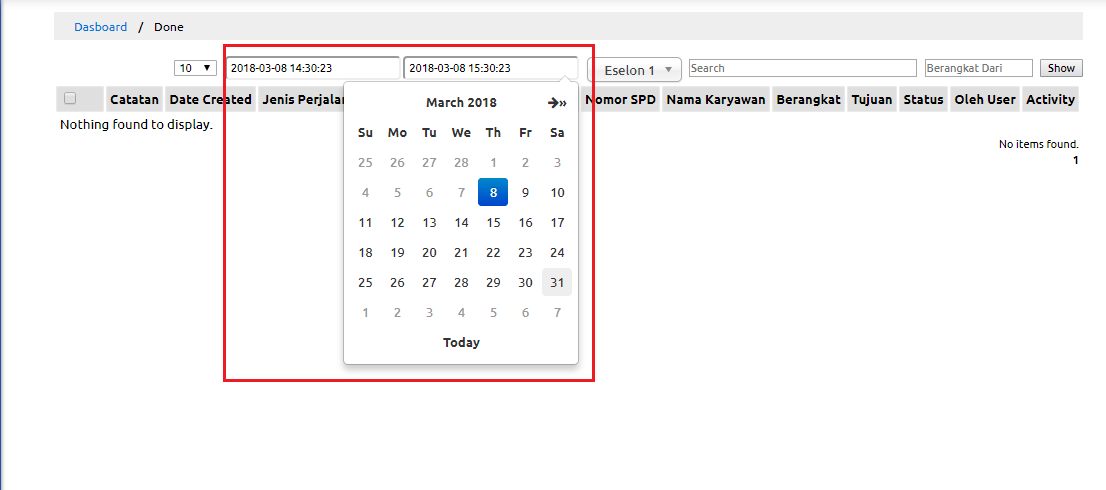 Dasboard / Done
10 2018-03-08 14:30:23 2018-03-08 15:30:23 Eselon 1 Search Berangkat Dari Show
Catatan Date Created Jenis Perjalan Nomor SPD Nama Karyawan Berangkat Tujuan Status Oleh User Activity
Nothing found to display.
No items found.
1
March 2018 →»
Su Mo Tu We Th Fr Sa
25 26 27 28 1 2 3
4 5 6 7 8 9 10
11 12 13 14 15 16 17
18 19 20 21 22 23 24
25 26 27 28 29 30 31
1 2 3 4 5 6 7
Today